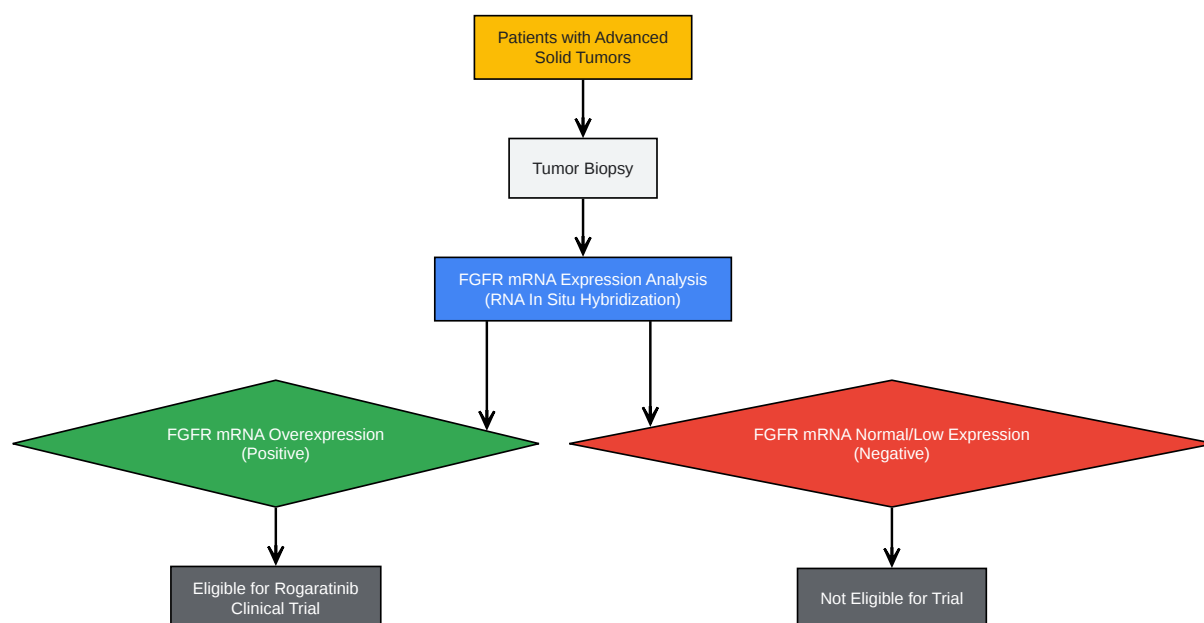 Patients with Advanced
Solid Tumors
Tumor Biopsy
FGFR mRNA Expression Analysis
(RNA In Situ Hybridization)
FGFR mRNA Overexpression
(Positive)
FGFR mRNA Normal/Low Expression
(Negative)
Eligible for Rogaratinib
Clinical Trial
Not Eligible for Trial